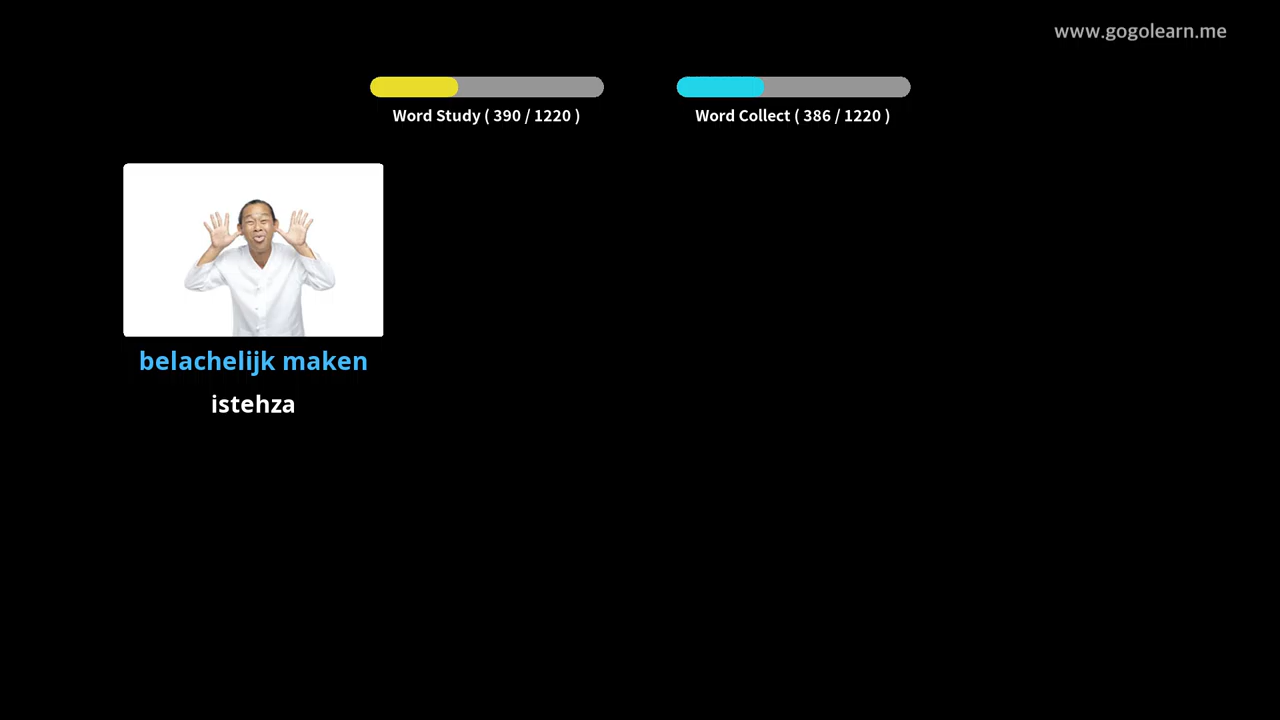 www.gogolearn.me
Word Study ( 390 / 1220 )
Word Collect ( 386 / 1220 )
belachelijk maken
istehza